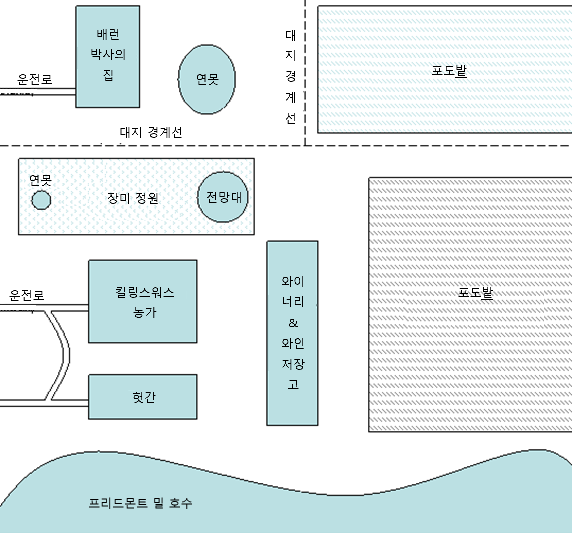 배런
박사의
집
운전로
연못
대
지
경
계
선
포도밭
대지 경계선
연못
장미 정원
전망대
운전로
킬링스워스
농가
와이
너리
&
와인
저장
고
포도밭
헛간
프리드몬트 밀 호수